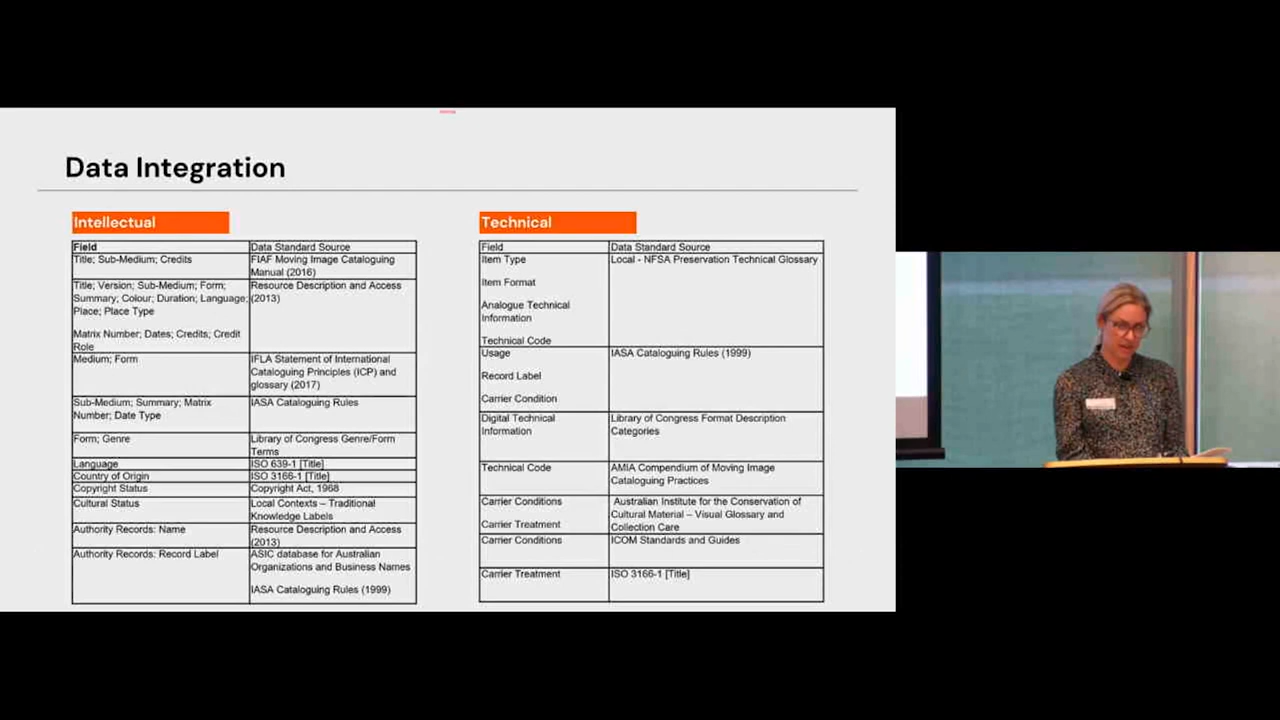 Data Integration
Intellectual
Field Data Standard Source
Title; Sub-Medium; Credits FIAF Moving Image Cataloguing
Manual (2016)
Title; Version; Sub-Medium; Form; Resource Description and Access
Summary; Colour; Duration; Language; (2013)
Place; Place Type
Matrix Number; Dates; Credits; Credit
Role
Medium; Form IFLA Statement of International
Cataloguing Principles (ICP) and
glossary (2017)
Sub-Medium; Summary; Matrix IASA Cataloguing Rules
Number; Date Type
Form; Genre Library of Congress Genre/Form
Terms
Language ISO 639-1 [Title]
Country of Origin ISO 3166-1 [Title]
Copyright Status Copyright Act, 1968
Cultural Status Local Contexts – Traditional
Knowledge Labels
Authority Records: Name Resource Description and Access
(2013)
Authority Records: Record Label ASIC database for Australian
Organizations and Business Names
IASA Cataloguing Rules (1999)
Technical
Field Data Standard Source
Item Type Local - NFSA Preservation Technical Glossary
Item Format
Analogue Technical
Information
Technical Code
Usage IASA Cataloguing Rules (1999)
Record Label
Carrier Condition
Digital Technical Library of Congress Format Description
Information Categories
Technical Code AMIA Compendium of Moving Image
Cataloguing Practices
Carrier Conditions Australian Institute for the Conservation of
Cultural Material – Visual Glossary and
Carrier Treatment Collection Care
Carrier Conditions ICOM Standards and Guides
Carrier Treatment ISO 3166-1 [Title]